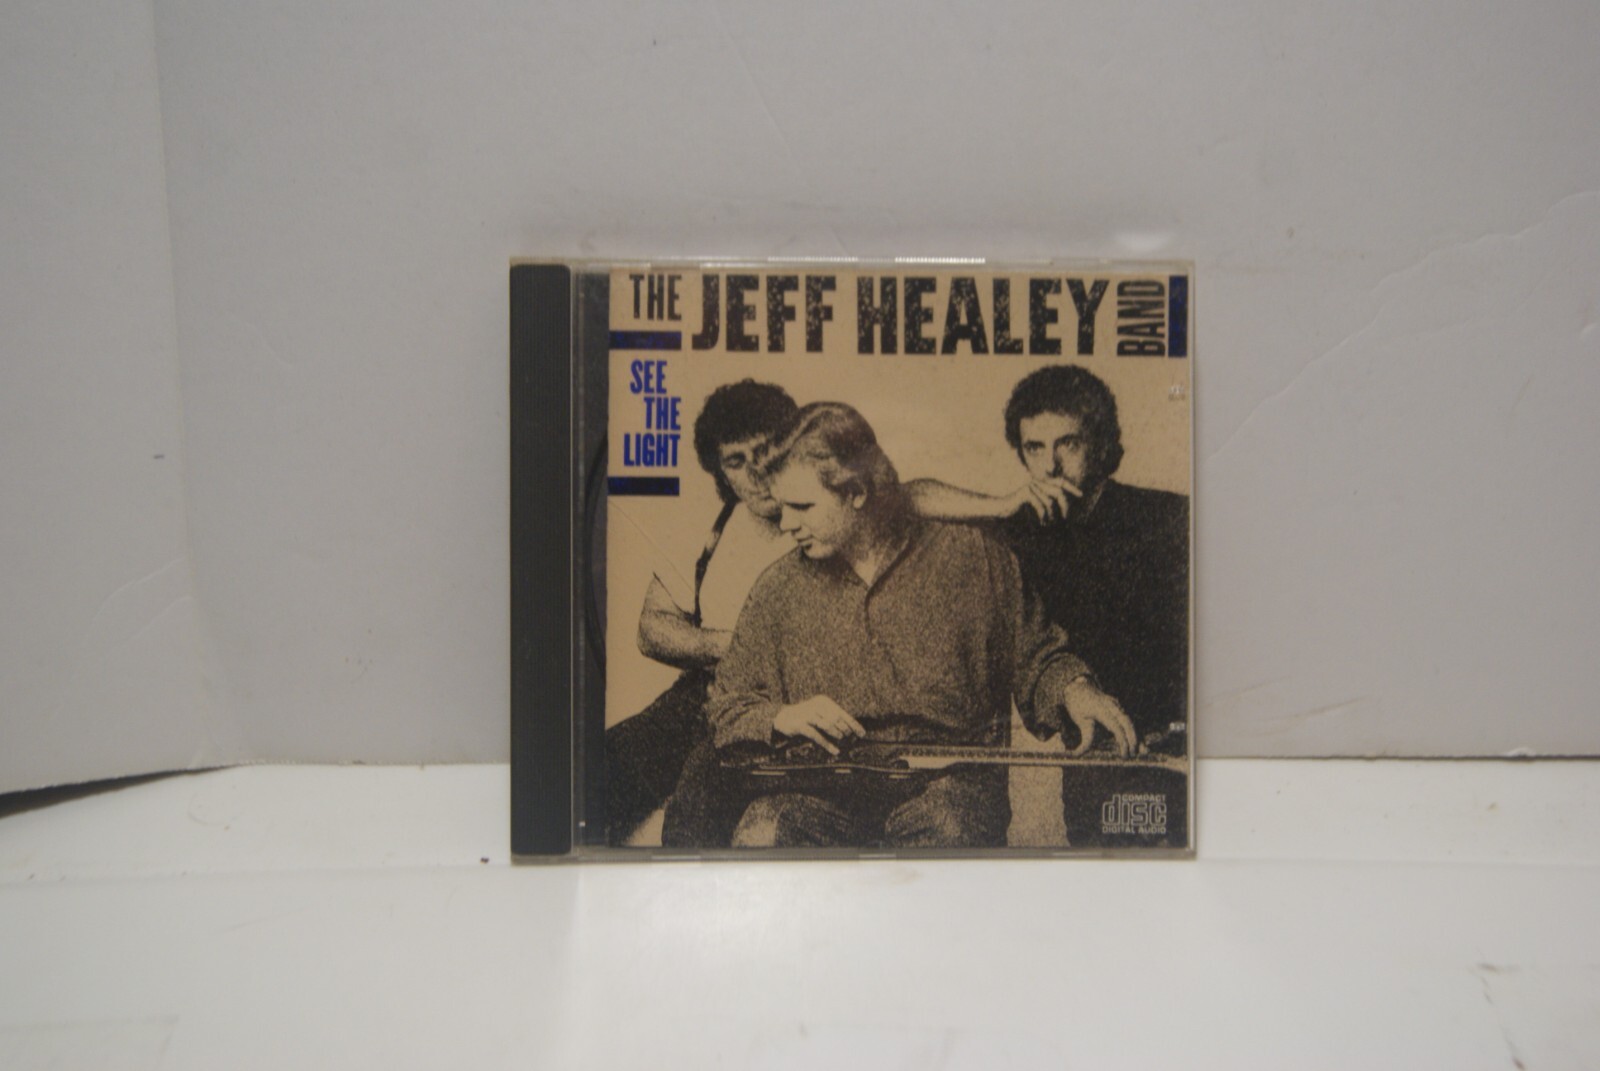 THE JEFF HEALEY BAND
SEE
THE
LIGHT
COMPACT
disc
DIGITAL AUDIO